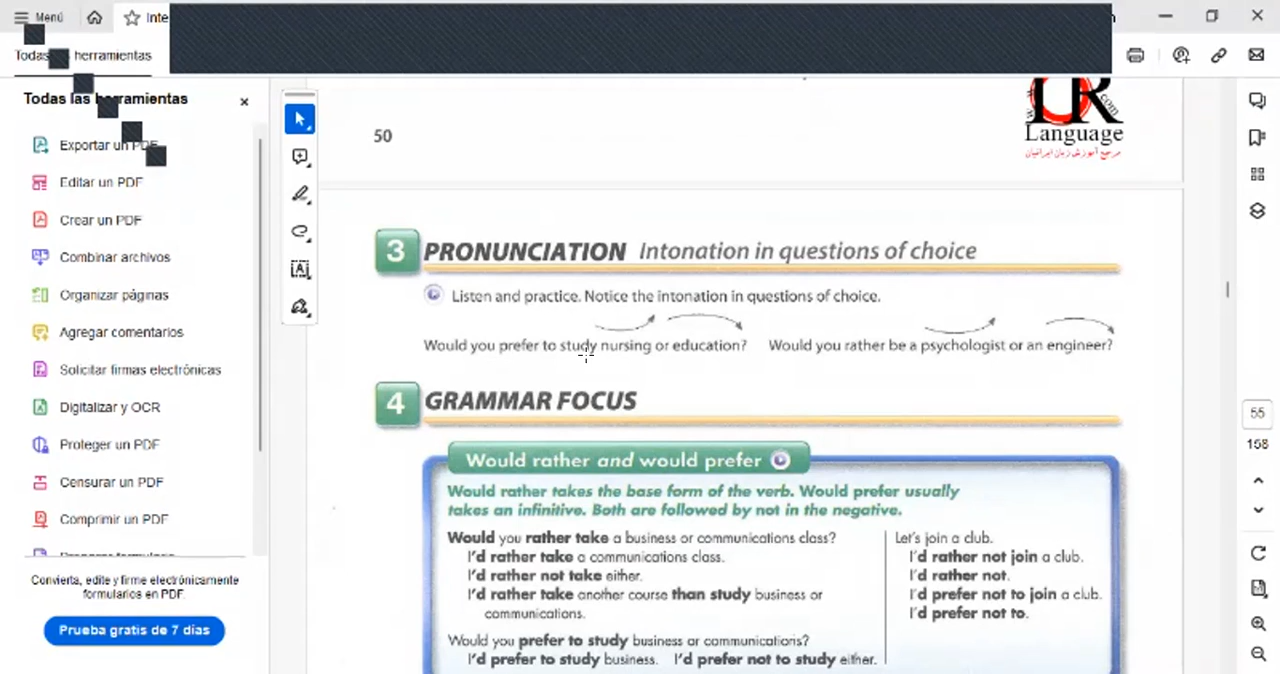 Menú
Inte
Todas herramientas
Todas las herramientas
Exportar un PDF
Editar un PDF
Crear un PDF
Combinar archivos
Organizar páginas
Agregar comentarios
Solicitar firmas electrónicas
Digitalizar y OCR
Proteger un PDF
Censurar un PDF
Comprimir un PDF
Convierta, edite y firme electrónicamente
formularios en PDF.
Prueba gratis de 7 días
50
LR
.com
Language
مرجع آموزش زبان ایرانیان
3 PRONUNCIATION Intonation in questions of choice
Listen and practice. Notice the intonation in questions of choice.
Would you prefer to study nursing or education? Would you rather be a psychologist or an engineer?
4 GRAMMAR FOCUS
Would rather and would prefer
Would rather takes the base form of the verb. Would prefer usually
takes an infinitive. Both are followed by not in the negative.
Would you rather take a business or communications class?
I'd rather take a communications class.
I'd rather not take either.
I'd rather take another course than study business or
communications.
Would you prefer to study business or communications?
I'd prefer to study business. I'd prefer not to study either.
Let's join a club.
I'd rather not join a club.
I'd rather not.
I'd prefer not to join a club.
I'd prefer not to.
55
158